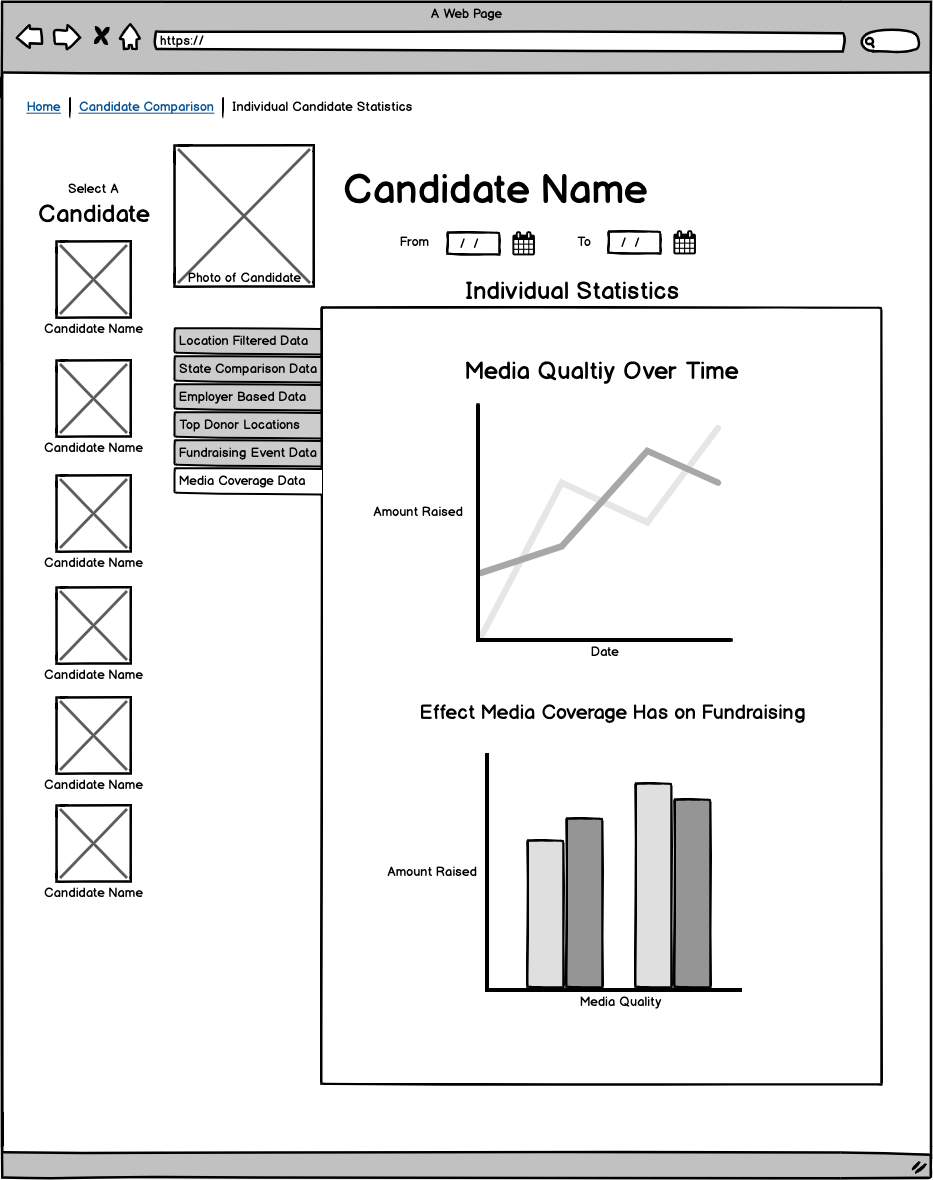 A Web Page
https://
Home | Candidate Comparison | Individual Candidate Statistics
Select A
Candidate
Candidate Name
Candidate Name
Candidate Name
Candidate Name
Candidate Name
Candidate Name
Photo of Candidate
Candidate Name
From / / To / /
Individual Statistics
Location Filtered Data
State Comparison Data
Employer Based Data
Top Donor Locations
Fundraising Event Data
Media Coverage Data
Media Qualtiy Over Time
Amount Raised
Date
Effect Media Coverage Has on Fundraising
Amount Raised
Media Quality